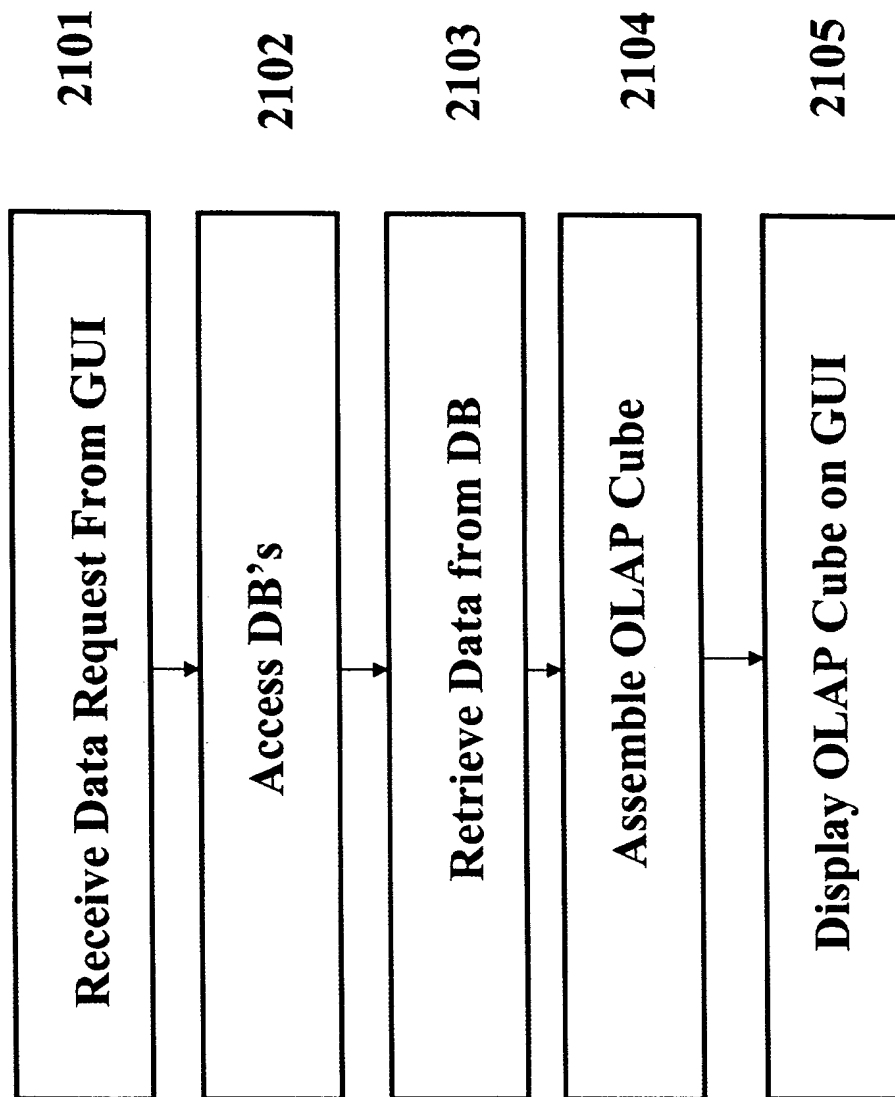 Receive Data Request From GUI 2101
Access DB’s 2102
Retrieve Data from DB 2103
Assemble OLAP Cube 2104
Display OLAP Cube on GUI 2105